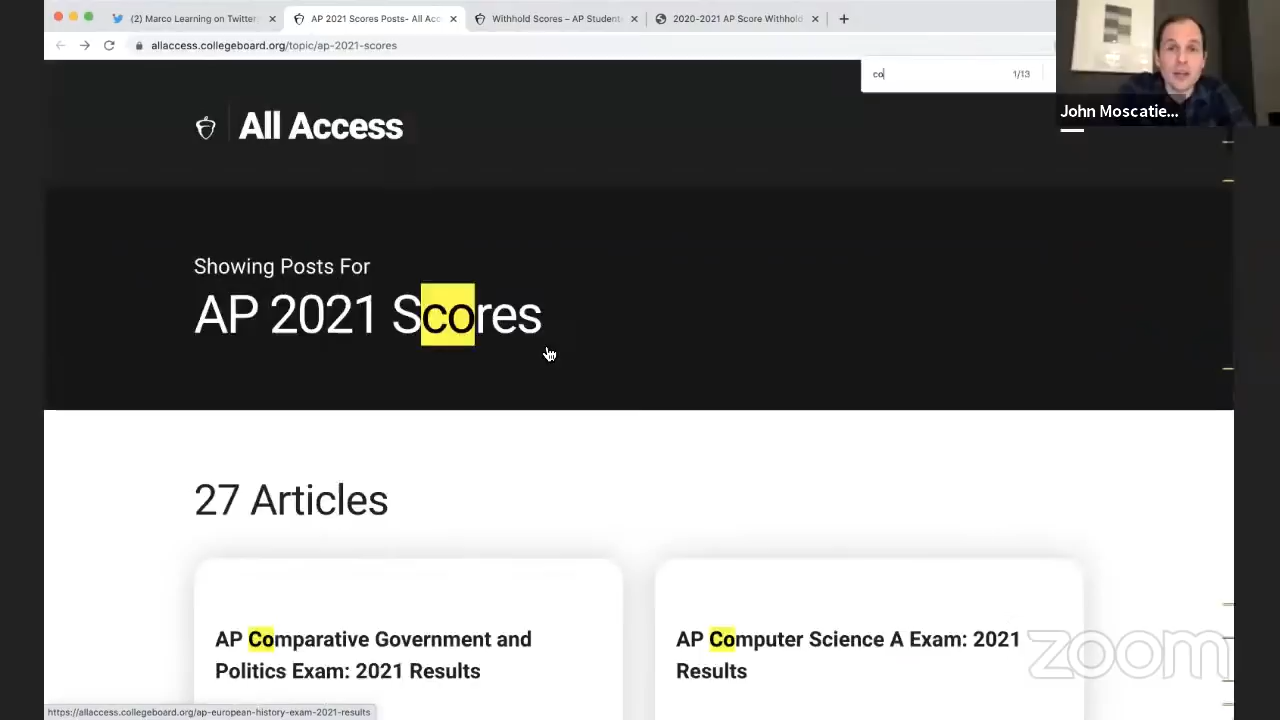 (2) Marco Learning on Twitter
AP 2021 Scores Posts- All Acc
Withhold Scores – AP Student
2020-2021 AP Score Withhold
allaccess.collegeboard.org/topic/ap-2021-scores
co
1/13
John Moscatie...
All Access
Showing Posts For
AP 2021 Scores
27 Articles
AP Comparative Government and
Politics Exam: 2021 Results
AP Computer Science A Exam: 2021
Results
zoom
https://allaccess.collegeboard.org/ap-european-history-exam-2021-results